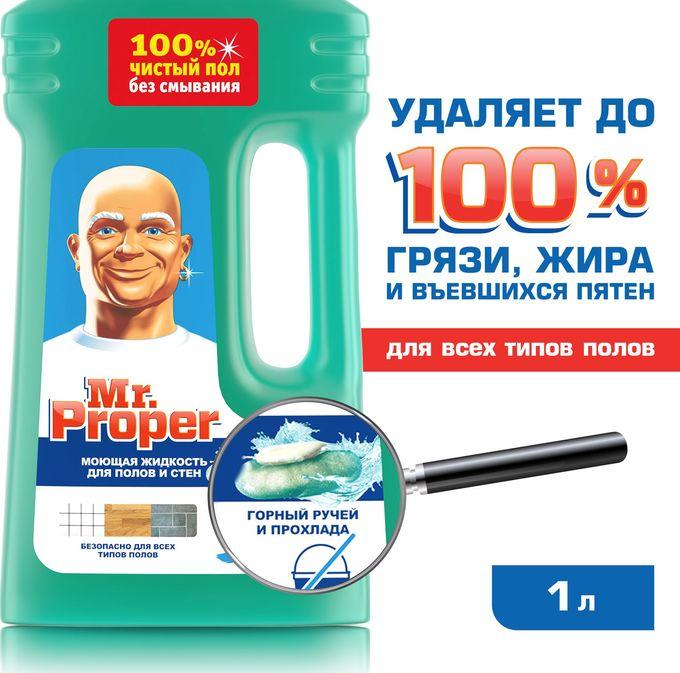 100%
чистый пол
без смывания
УДАЛЯЕТ ДО
100%
ГРЯЗИ, ЖИРА
И ВЪЕВШИХСЯ ПЯТЕН
для всех типов полов
Mr.
Proper
МОЮЩАЯ ЖИДКОСТЬ
ДЛЯ ПОЛОВ И СТЕН
БЕЗОПАСНО ДЛЯ ВСЕХ
ТИПОВ ПОЛОВ
ГОРНЫЙ РУЧЕЙ
И ПРОХЛАДА
1 л